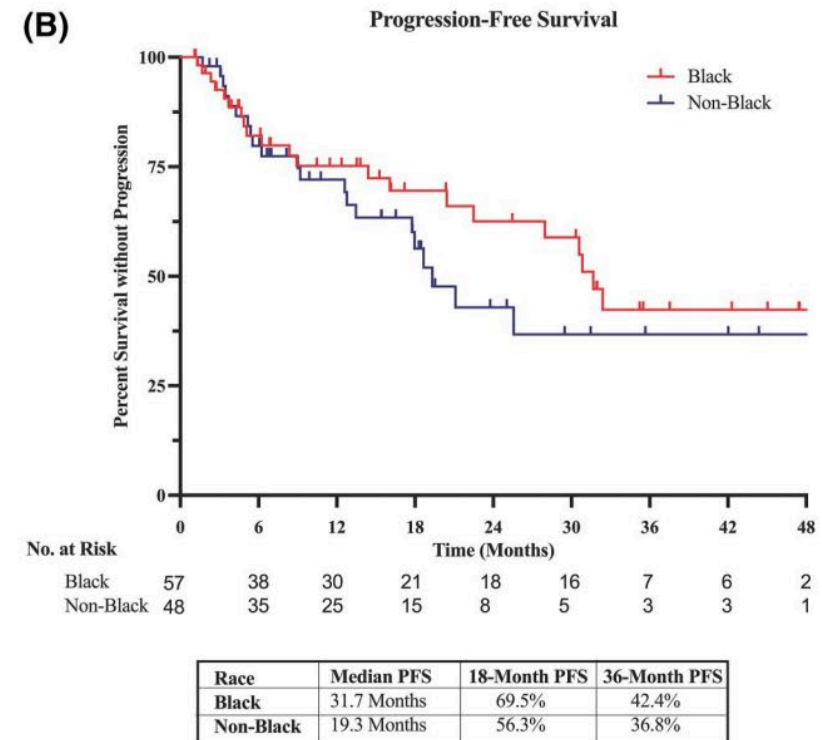 (B)
Progression-Free Survival
Black
Non-Black
Percent Survival without Progression
100
75
50
25
0
0 6 12 18 24 30 36 42 48
Time (Months)
No. at Risk
Black 57 38 30 21 18 16 7 6 2
Non-Black 48 35 25 15 8 5 3 3 1
Race Median PFS 18-Month PFS 36-Month PFS
Black 31.7 Months 69.5% 42.4%
Non-Black 19.3 Months 56.3% 36.8%